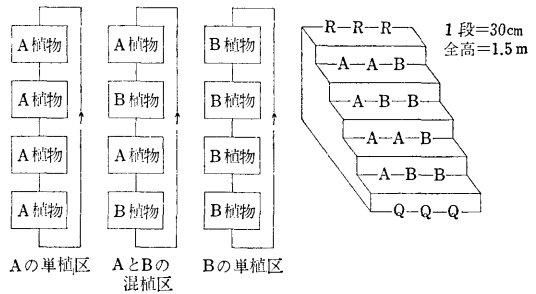 A植物
A植物
A植物
A植物
Aの単植区
A植物
B植物
A植物
B植物
AとBの
混植区
B植物
B植物
B植物
B植物
Bの単植区
R—R—R
A—A—B
A—B—B
A—A—B
A—B—B
Q—Q—Q
1段=30cm
全高=1.5m